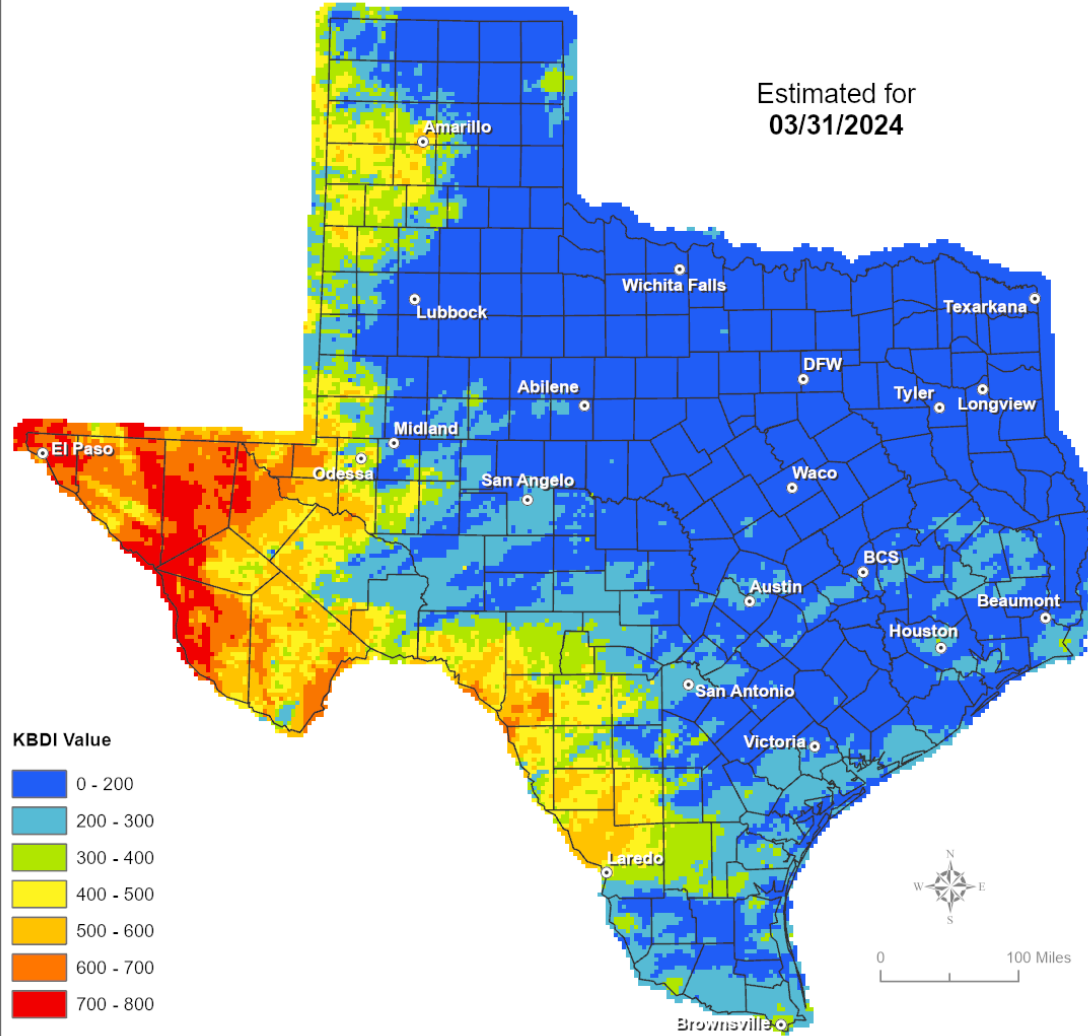 Estimated for
03/31/2024
Amarillo
Wichita Falls
Lubbock
Texarkana
DFW
Abilene
Tyler
Longview
Midland
El Paso
Odessa
San Angelo
Waco
BCS
Austin
Beaumont
Houston
San Antonio
Victoria
Laredo
Brownsville
KBDI Value
0 - 200
200 - 300
300 - 400
400 - 500
500 - 600
600 - 700
700 - 800
N
W E
S
0 100 Miles